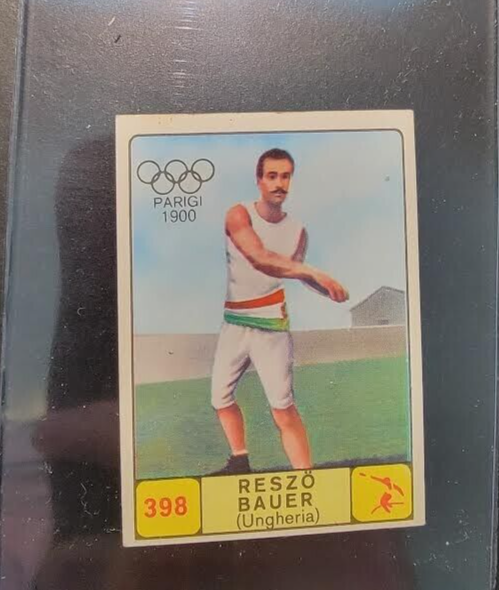 PARIGI
1900
398
RESZÖ
BAUER
(Ungheria)